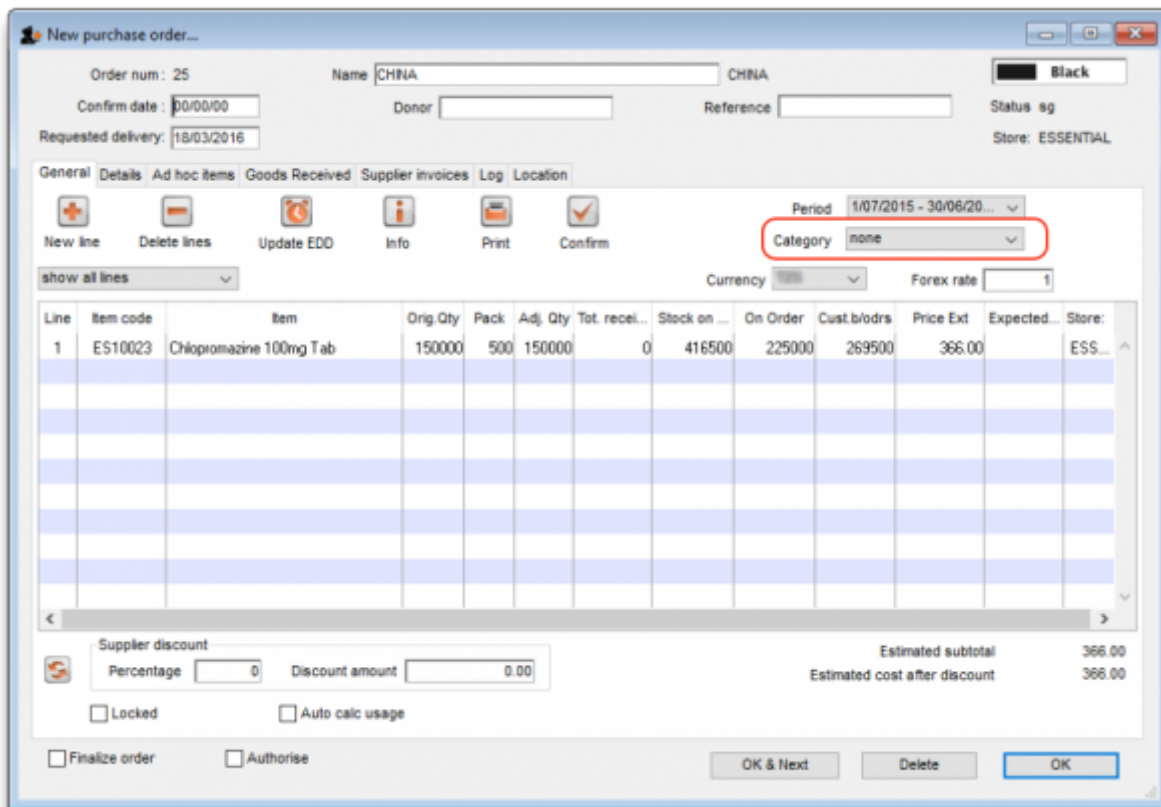 New purchase order...
Order num : 25 Name CHINA CHINA Black
Confirm date : 00/00/00 Donor Reference Status sg
Requested delivery: 18/03/2016 Store: ESSENTIAL
General Details Ad hoc items Goods Received Supplier invoices Log Location
Period 1/07/2015 - 30/06/20...
New line Delete lines Update EDD Info Print Confirm Category none
show all lines Currency Forex rate 1
Line Item code Item Orig.Qty Pack Adj. Qty Tot. recei... Stock on ... On Order Cust.b/odrs Price Ext Expected... Store:
1 ES10023 Chlopromazine 100mg Tab 150000 500 150000 0 416500 225000 269500 366.00 ESS...
Supplier discount Estimated subtotal 366.00
Percentage 0 Discount amount 0.00 Estimated cost after discount 366.00
Locked Auto calc usage
Finalize order Authorise OK & Next Delete OK